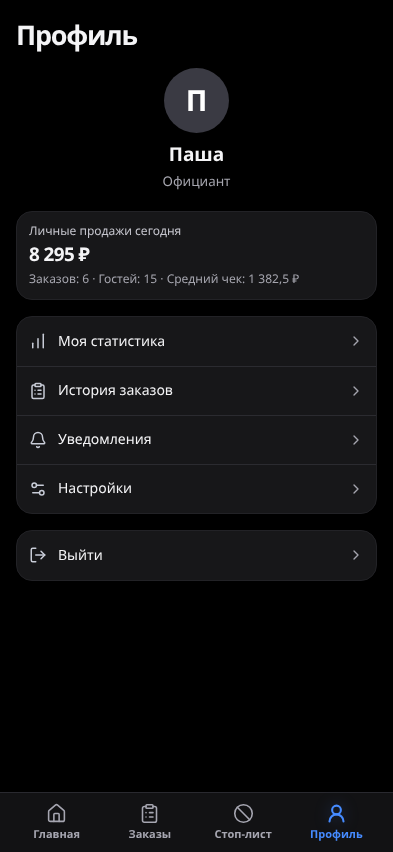 Профиль
П
Паша
Официант
Личные продажи сегодня
8 295 ₽
Заказов: 6 · Гостей: 15 · Средний чек: 1 382,5 ₽
Моя статистика
История заказов
Уведомления
Настройки
Выйти
Главная
Заказы
Стоп-лист
Профиль